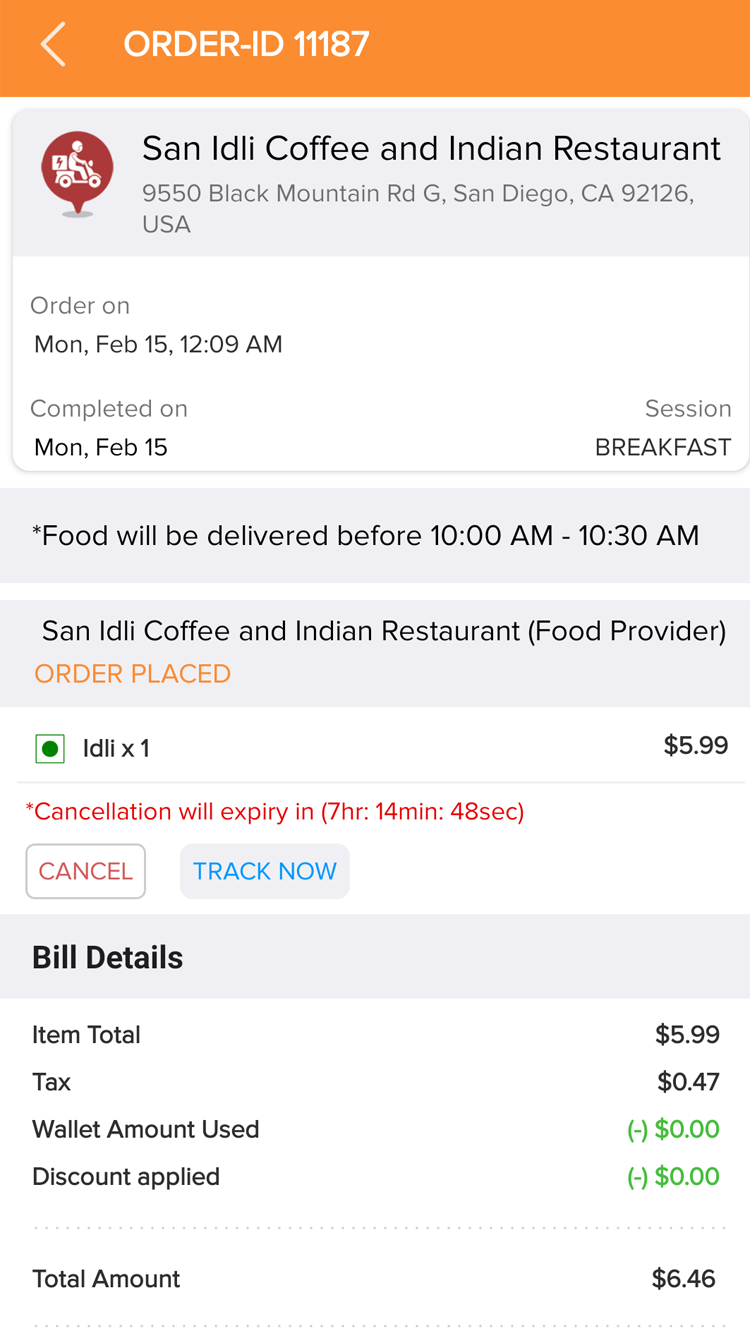 ORDER-ID 11187
San Idli Coffee and Indian Restaurant
9550 Black Mountain Rd G, San Diego, CA 92126,
USA
Order on
Mon, Feb 15, 12:09 AM
Completed on
Session
Mon, Feb 15
BREAKFAST
*Food will be delivered before 10:00 AM - 10:30 AM
San Idli Coffee and Indian Restaurant (Food Provider)
ORDER PLACED
Idli x 1
$5.99
*Cancellation will expiry in (7hr: 14min: 48sec)
CANCEL
TRACK NOW
Bill Details
Item Total
$5.99
Tax
$0.47
Wallet Amount Used
(-) $0.00
Discount applied
(-) $0.00
Total Amount
$6.46